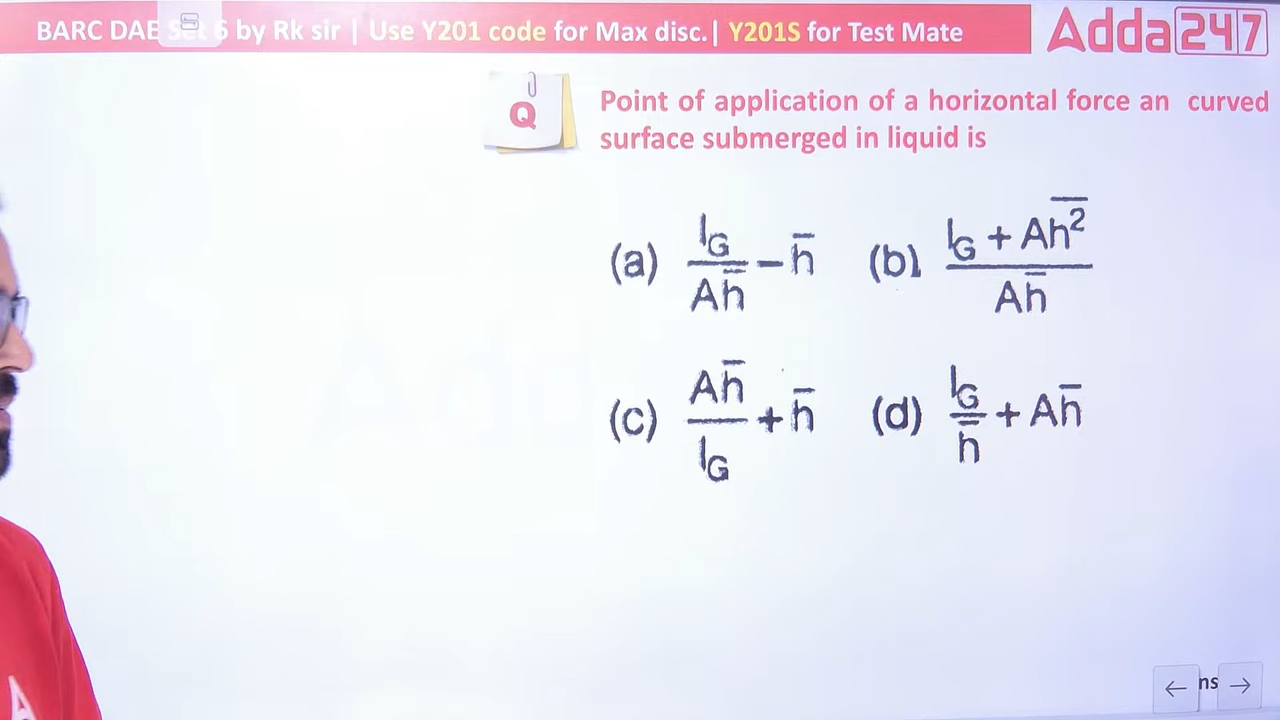 BARC DAE Set 6 by Rk sir | Use Y201 code for Max disc.| Y201S for Test Mate
Adda247
Q
Point of application of a horizontal force an curved
surface submerged in liquid is
(a) I_G / Ah̄ − h̄ (b) (I_G + Ah̄²) / Ah̄
(c) Ah̄ / I_G + h̄ (d) I_G / h̄ + Ah̄
← ns →